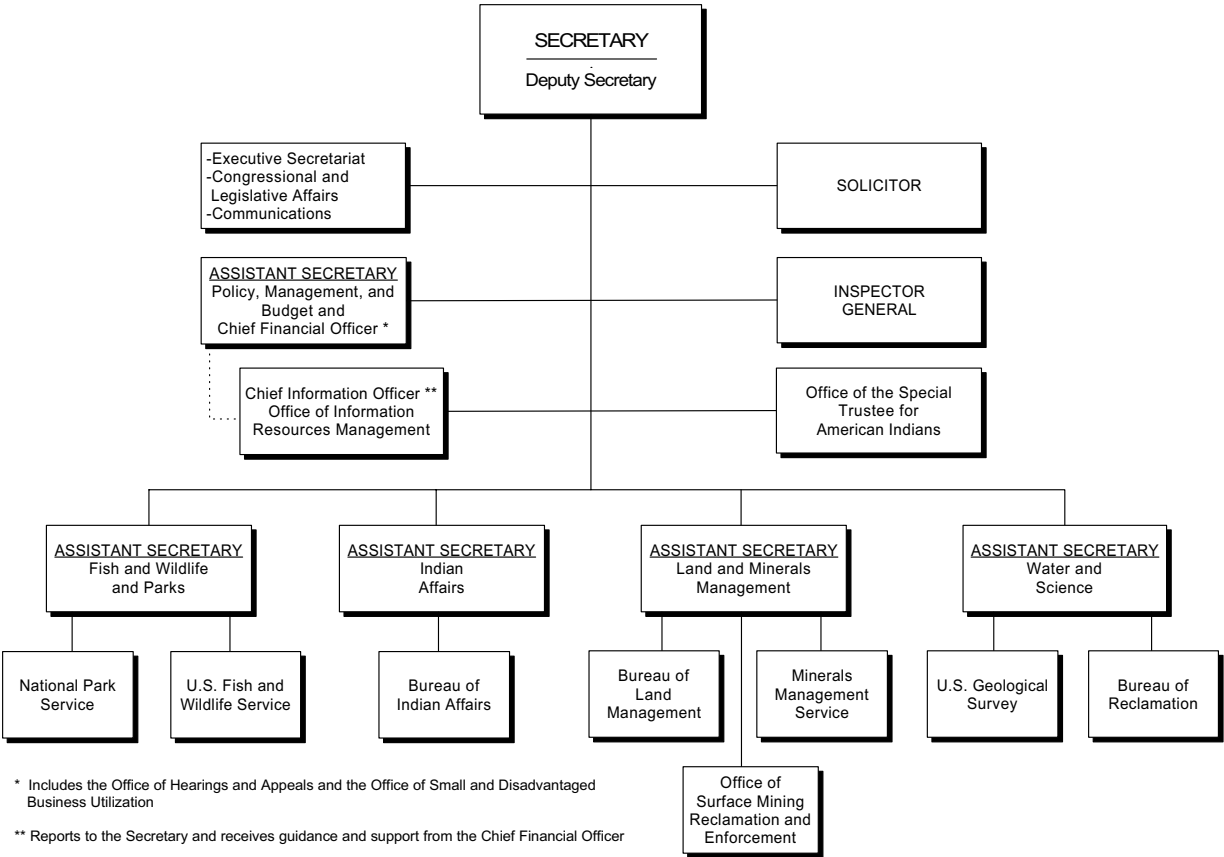 SECRETARY
Deputy Secretary
-Executive Secretariat
-Congressional and
Legislative Affairs
-Communications
SOLICITOR
ASSISTANT SECRETARY
Policy, Management, and
Budget and
Chief Financial Officer *
INSPECTOR
GENERAL
Chief Information Officer **
Office of Information
Resources Management
Office of the Special
Trustee for
American Indians
ASSISTANT SECRETARY
Fish and Wildlife
and Parks
ASSISTANT SECRETARY
Indian
Affairs
ASSISTANT SECRETARY
Land and Minerals
Management
ASSISTANT SECRETARY
Water and
Science
National Park
Service
U.S. Fish and
Wildlife Service
Bureau of
Indian Affairs
Bureau of
Land
Management
Minerals
Management
Service
U.S. Geological
Survey
Bureau of
Reclamation
Office of
Surface Mining
Reclamation and
Enforcement
* Includes the Office of Hearings and Appeals and the Office of Small and Disadvantaged
Business Utilization
** Reports to the Secretary and receives guidance and support from the Chief Financial Officer